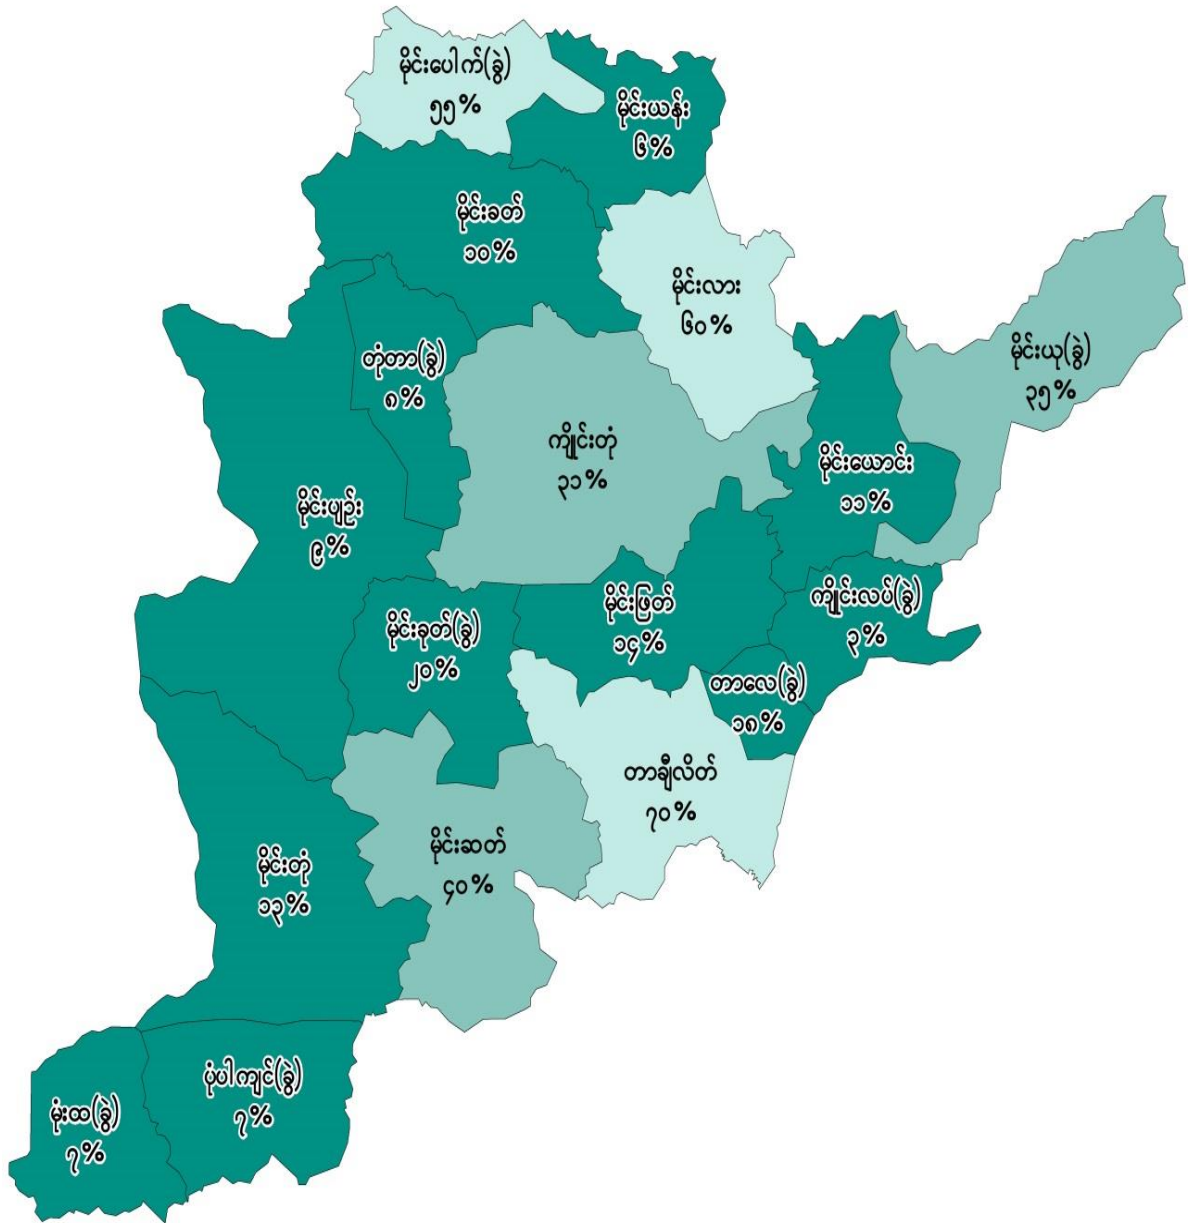 မိုင်းပေါက်(ခွဲ)
၅၅%
မိုင်းယန်း
၆%
မိုင်းခတ်
၁၀%
မိုင်းလား
၆၀%
မိုင်းယု(ခွဲ)
၃၅%
တုံတာ(ခွဲ)
၈%
ကျိုင်းတုံ
၃၁%
မိုင်းယောင်း
၁၁%
မိုင်းပျဉ်း
၉%
မိုင်းဖြတ်
၁၄%
ကျိုင်းလပ်(ခွဲ)
၃%
မိုင်းခုတ်(ခွဲ)
၂၀%
တာလေ(ခွဲ)
၁၈%
တာချီလိတ်
၇၀%
မိုင်းဆတ်
၄၀%
မိုင်းတုံ
၁၃%
ပုံပါကျင်(ခွဲ)
၇%
မုံးထ(ခွဲ)
၇%